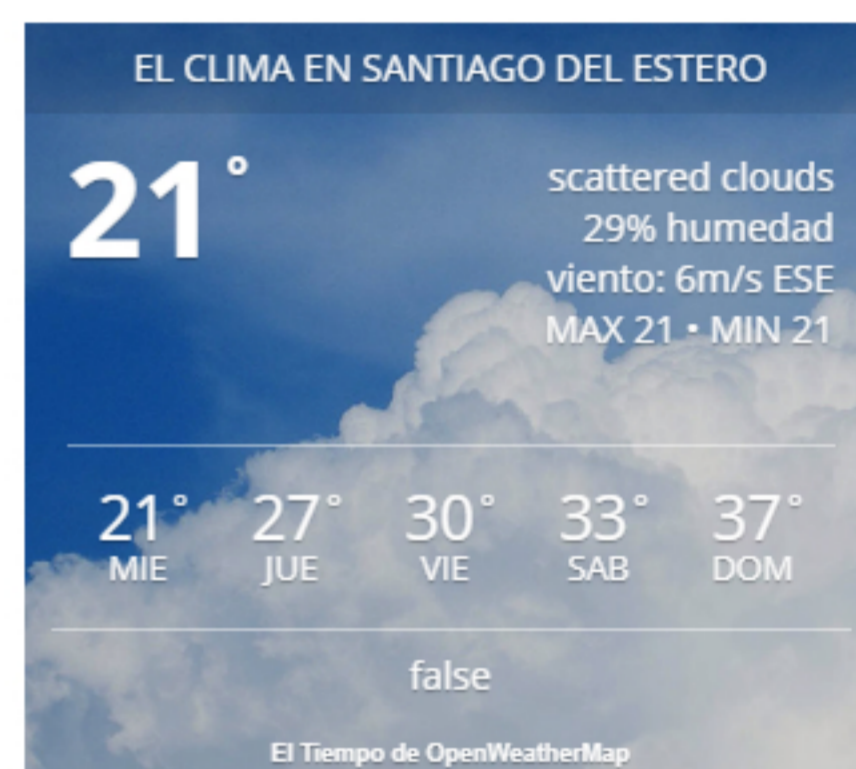 EL CLIMA EN SANTIAGO DEL ESTERO
21°
scattered clouds
29% humedad
viento: 6m/s ESE
MAX 21 • MIN 21
21° 27° 30° 33° 37°
MIE JUE VIE SAB DOM
false
El Tiempo de OpenWeatherMap